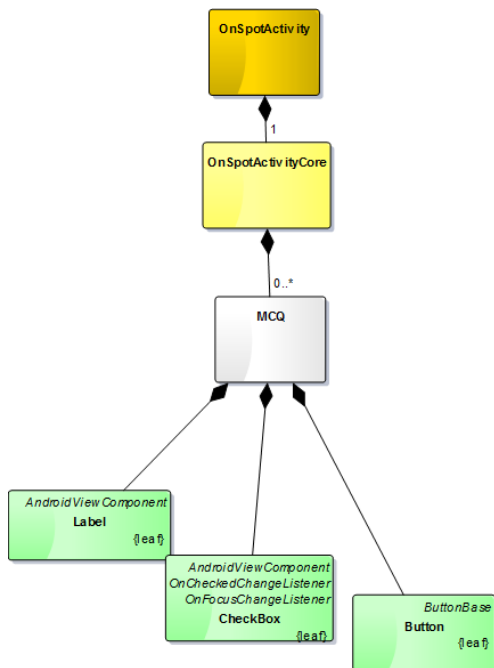 OnSpotActivity
1
OnSpotActivityCore
0..*
MCQ
AndroidViewComponent
Label
{leaf}
AndroidViewComponent
OnCheckedChangeListener
OnFocusChangeListener
CheckBox
{leaf}
ButtonBase
Button
{leaf}